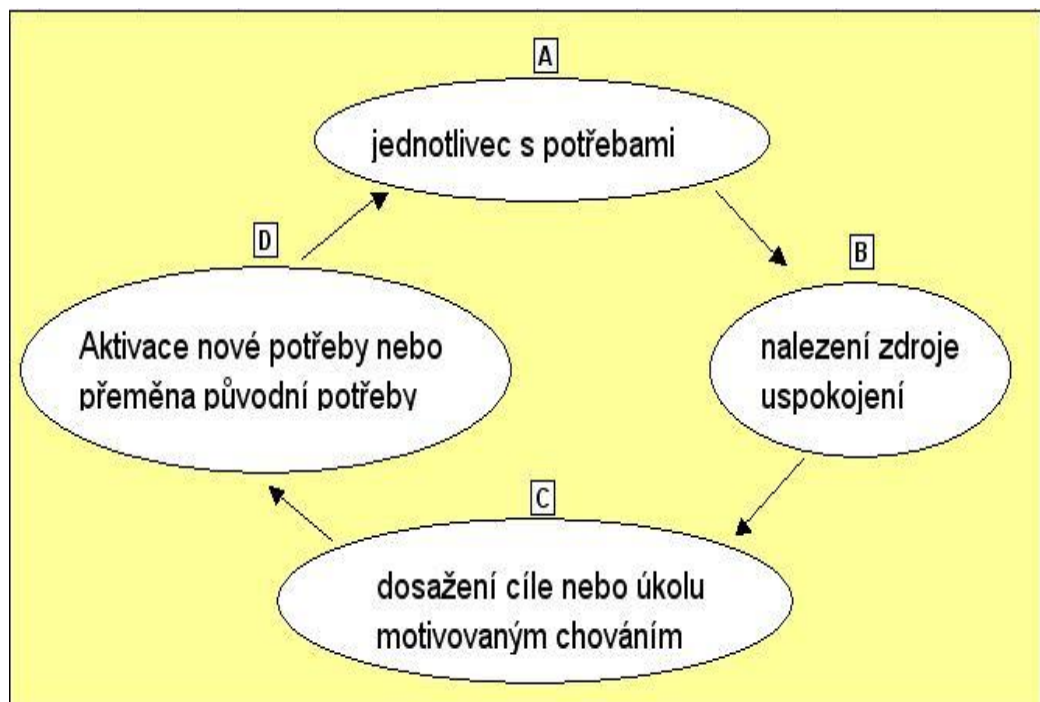 A
jednotlivec s potřebami
B
nalezení zdroje
uspokojení
C
dosažení cíle nebo úkolu
motivovaným chováním
D
Aktivace nové potřeby nebo
přeměna původní potřeby